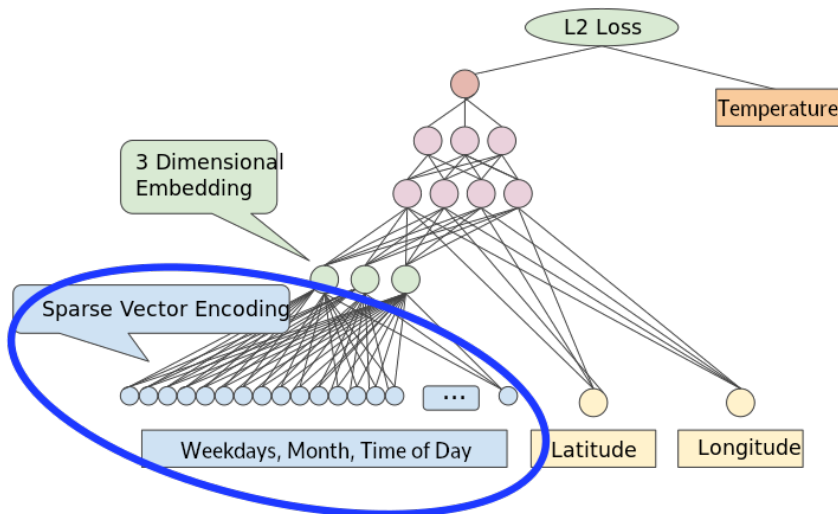 L2 Loss
Temperature
3 Dimensional
Embedding
Sparse Vector Encoding
...
Weekdays, Month, Time of Day
Latitude
Longitude